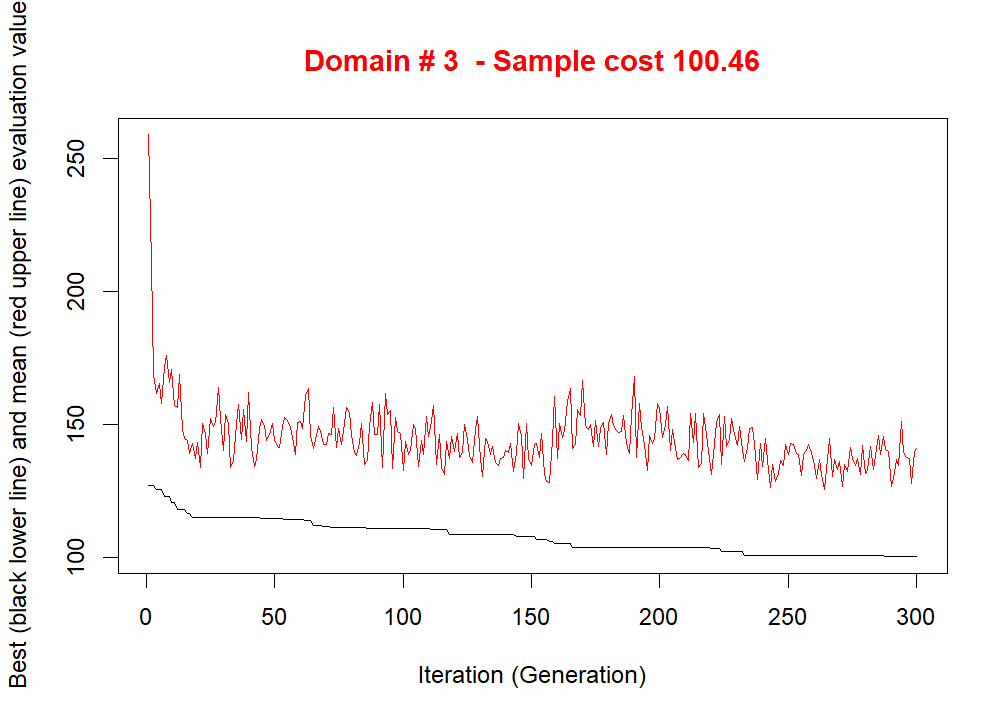 Domain # 3  - Sample cost 100.46
Best (black lower line) and mean (red upper line) evaluation value
250
200
150
100
0 50 100 150 200 250 300
Iteration (Generation)